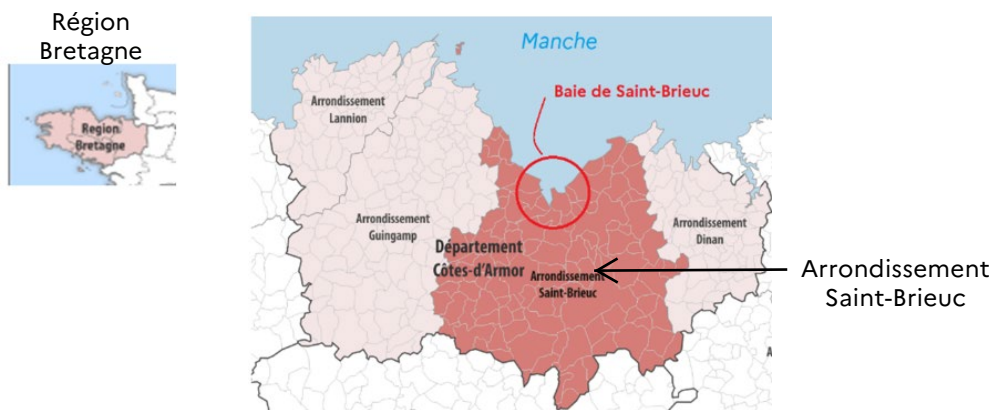 Région
Bretagne
Region
Bretagne
Manche
Baie de Saint-Brieuc
Arrondissement
Lannion
Arrondissement
Guingamp
Arrondissement
Dinan
Département
Côtes-d'Armor
Arrondissement
Saint-Brieuc
Arrondissement
Saint-Brieuc
A